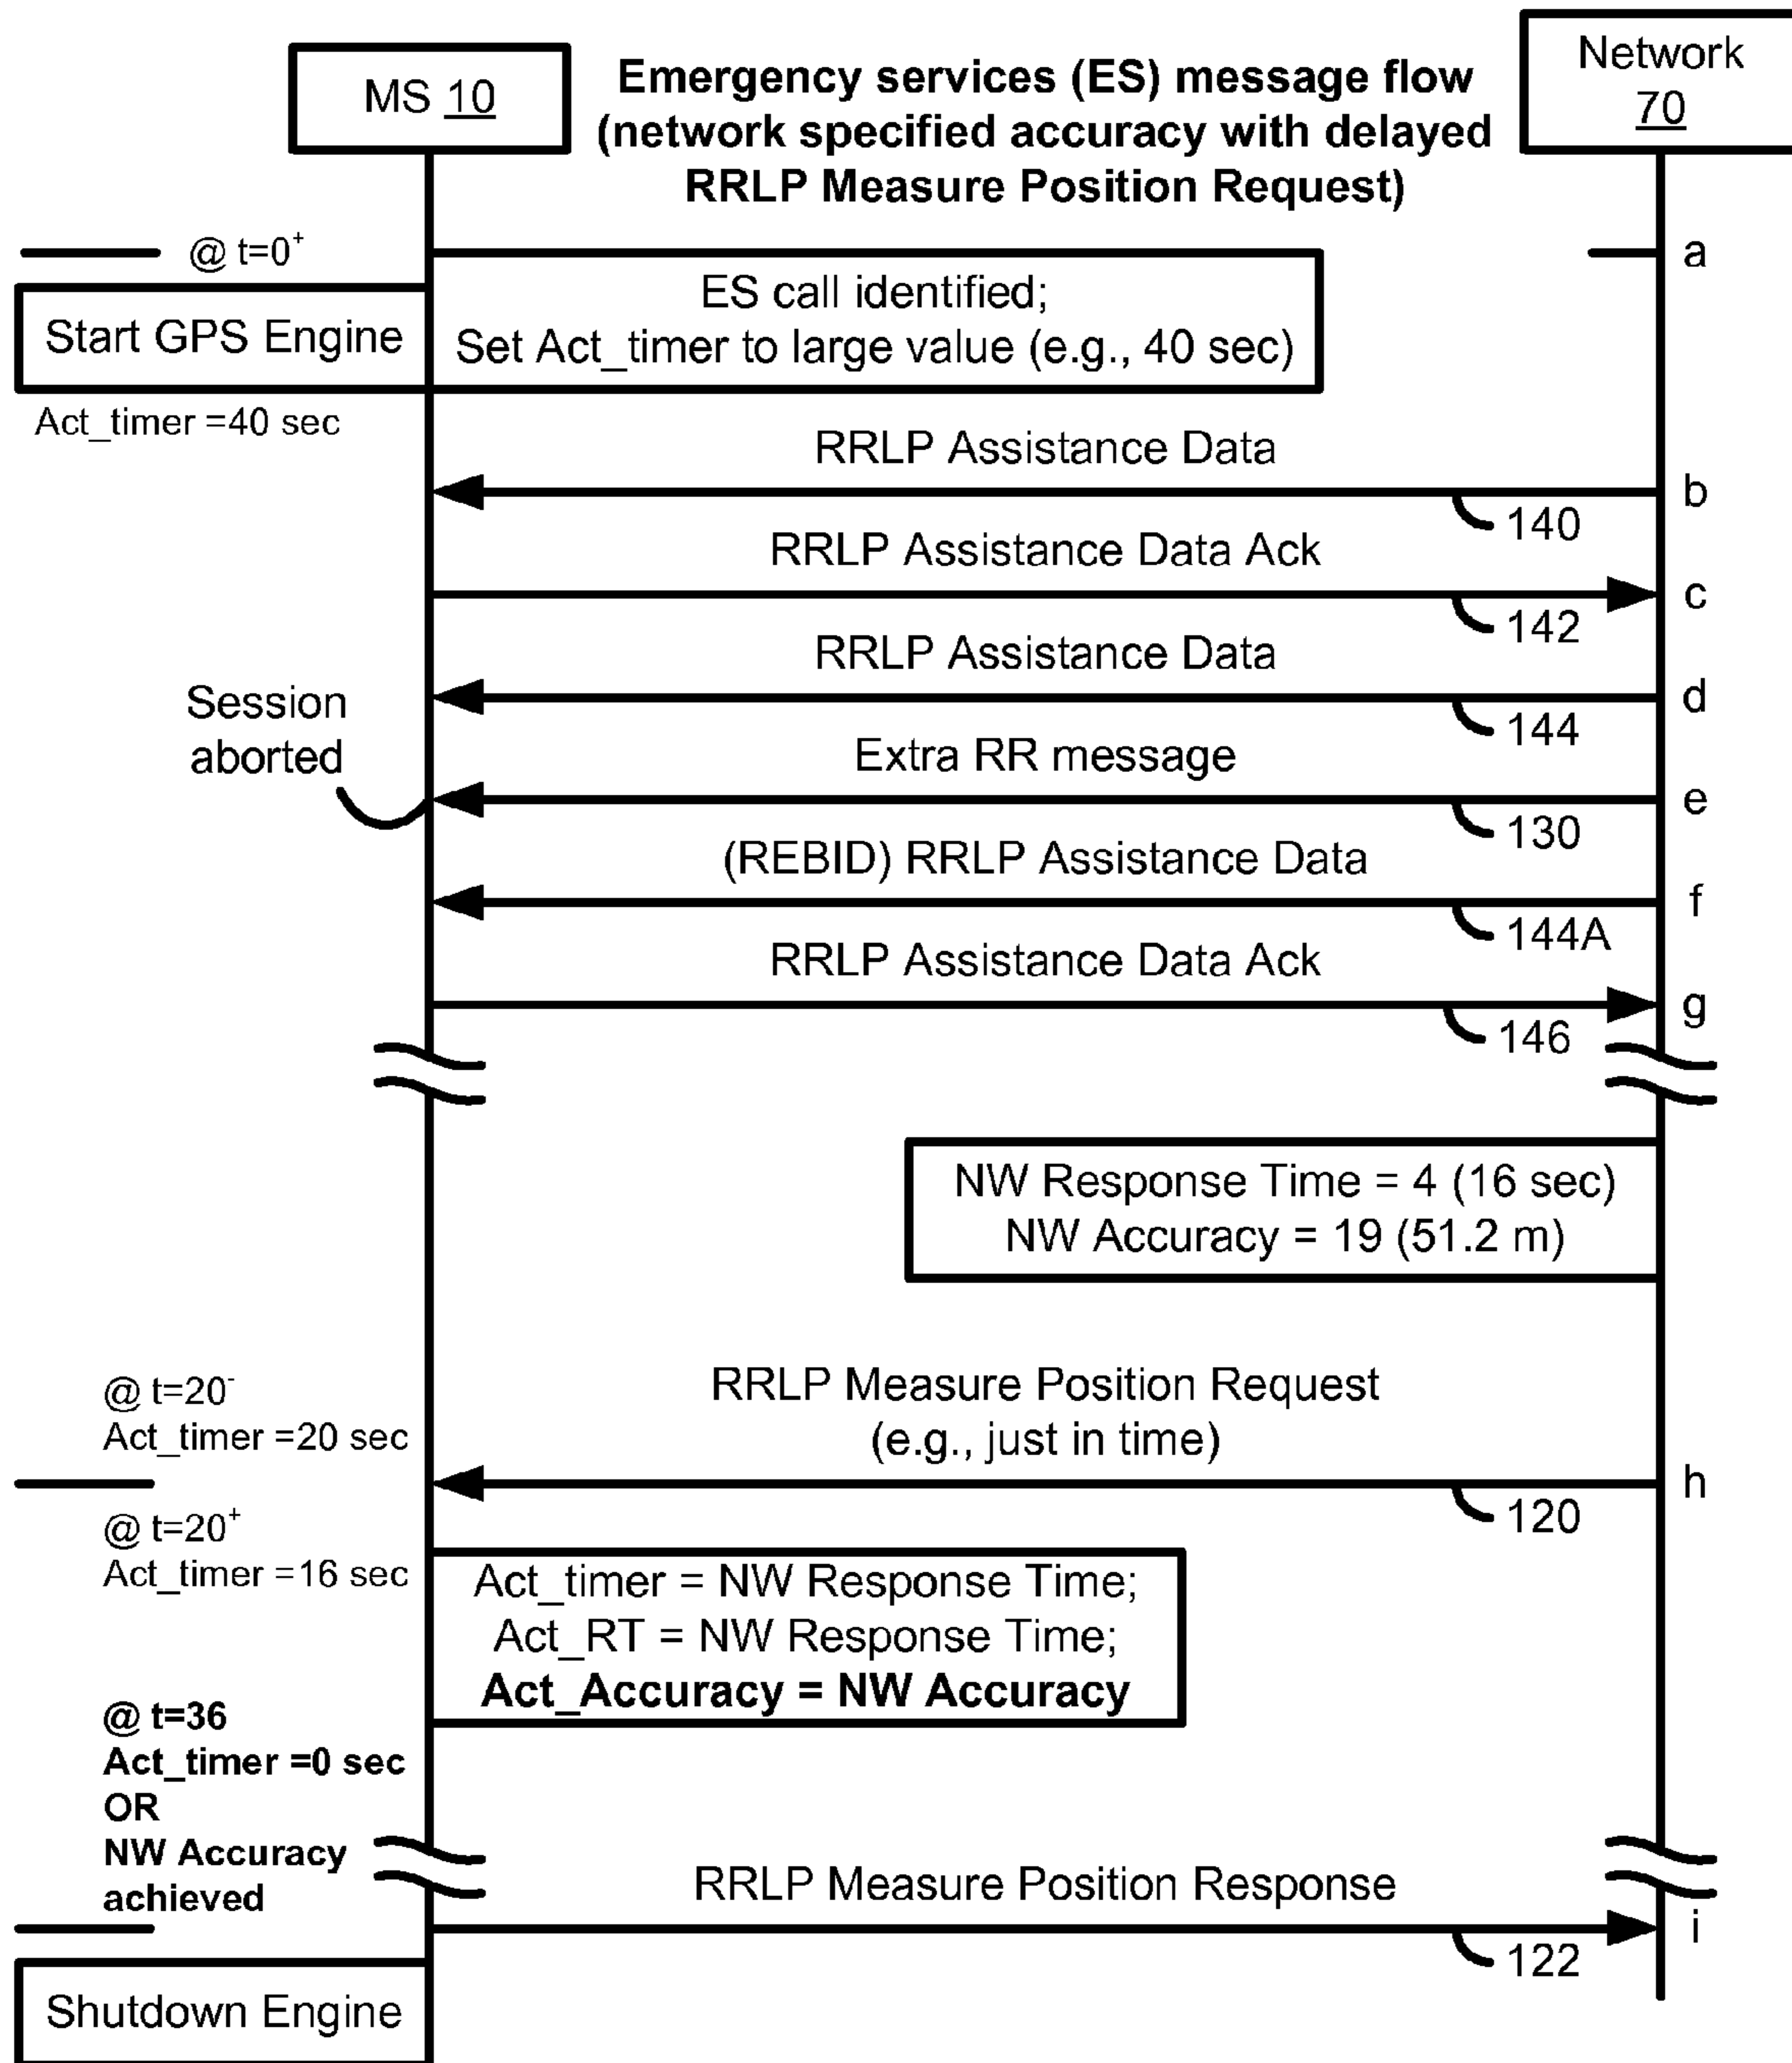 MS 10
Emergency services (ES) message flow
(network specified accuracy with delayed
RRLP Measure Position Request)
Network
70
@ t=0⁺
a
Start GPS Engine
ES call identified;
Set Act_timer to large value (e.g., 40 sec)
Act_timer =40 sec
RRLP Assistance Data
b
140
RRLP Assistance Data Ack
c
142
RRLP Assistance Data
d
144
Session
aborted
Extra RR message
e
130
(REBID) RRLP Assistance Data
f
144A
RRLP Assistance Data Ack
g
146
NW Response Time = 4 (16 sec)
NW Accuracy = 19 (51.2 m)
@ t=20⁻
Act_timer =20 sec
RRLP Measure Position Request
(e.g., just in time)
h
120
@ t=20⁺
Act_timer =16 sec
Act_timer = NW Response Time;
Act_RT = NW Response Time;
Act_Accuracy = NW Accuracy
@ t=36
Act_timer =0 sec
OR
NW Accuracy
achieved
RRLP Measure Position Response
i
122
Shutdown Engine